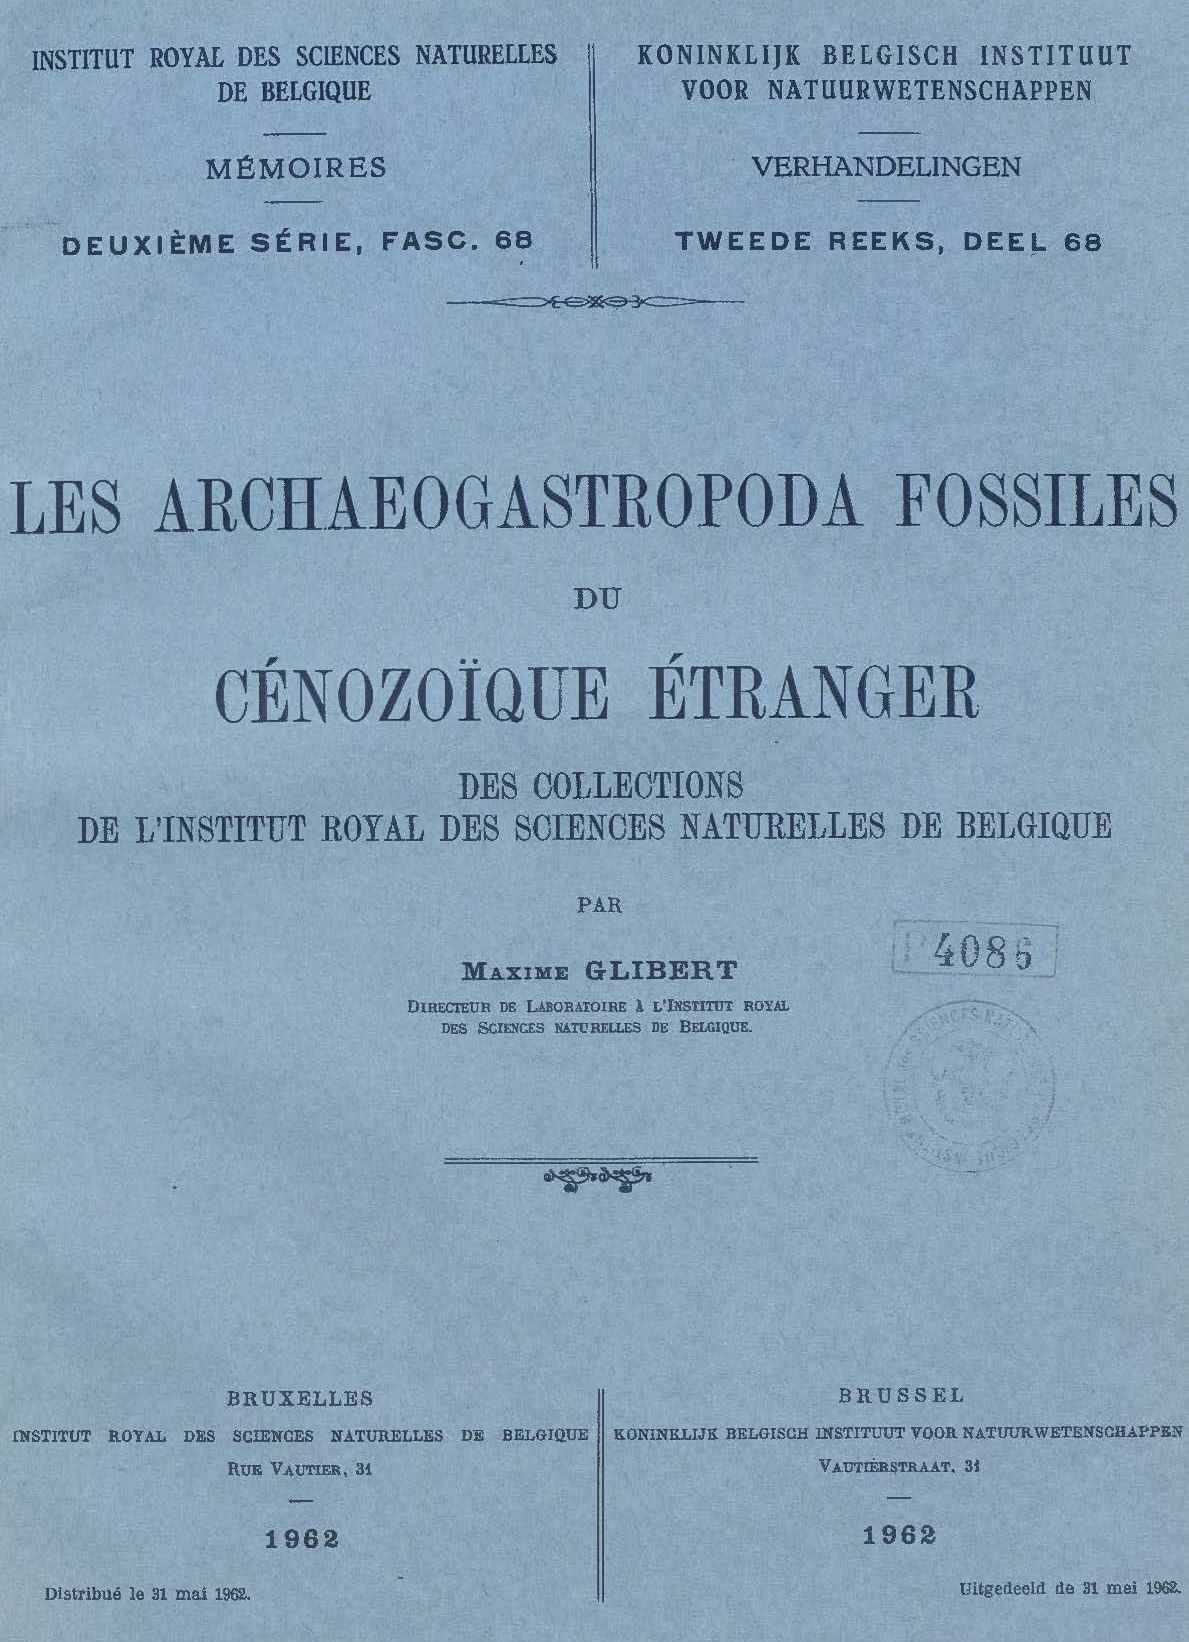 INSTITUT ROYAL DES SCIENCES NATURELLES
DE BELGIQUE
MÉMOIRES
DEUXIÈME SÉRIE, FASC. 68
KONINKLIJK BELGISCH INSTITUUT
VOOR NATUURWETENSCHAPPEN
VERHANDELINGEN
TWEEDE REEKS, DEEL 68
LES ARCHAEOGASTROPODA FOSSILES
DU
CÉNOZOÏQUE ÉTRANGER
DES COLLECTIONS
DE L'INSTITUT ROYAL DES SCIENCES NATURELLES DE BELGIQUE
PAR
MAXIME GLIBERT
DIRECTEUR DE LABORATOIRE À L'INSTITUT ROYAL
DES SCIENCES NATURELLES DE BELGIQUE.
P 4086
BRUXELLES
INSTITUT ROYAL DES SCIENCES NATURELLES DE BELGIQUE
RUE VAUTIER, 31
1962
Distribué le 31 mai 1962.
BRUSSEL
KONINKLIJK BELGISCH INSTITUUT VOOR NATUURWETENSCHAPPEN
VAUTIERSTRAAT, 31
1962
Uitgedeeld de 31 mei 1962.